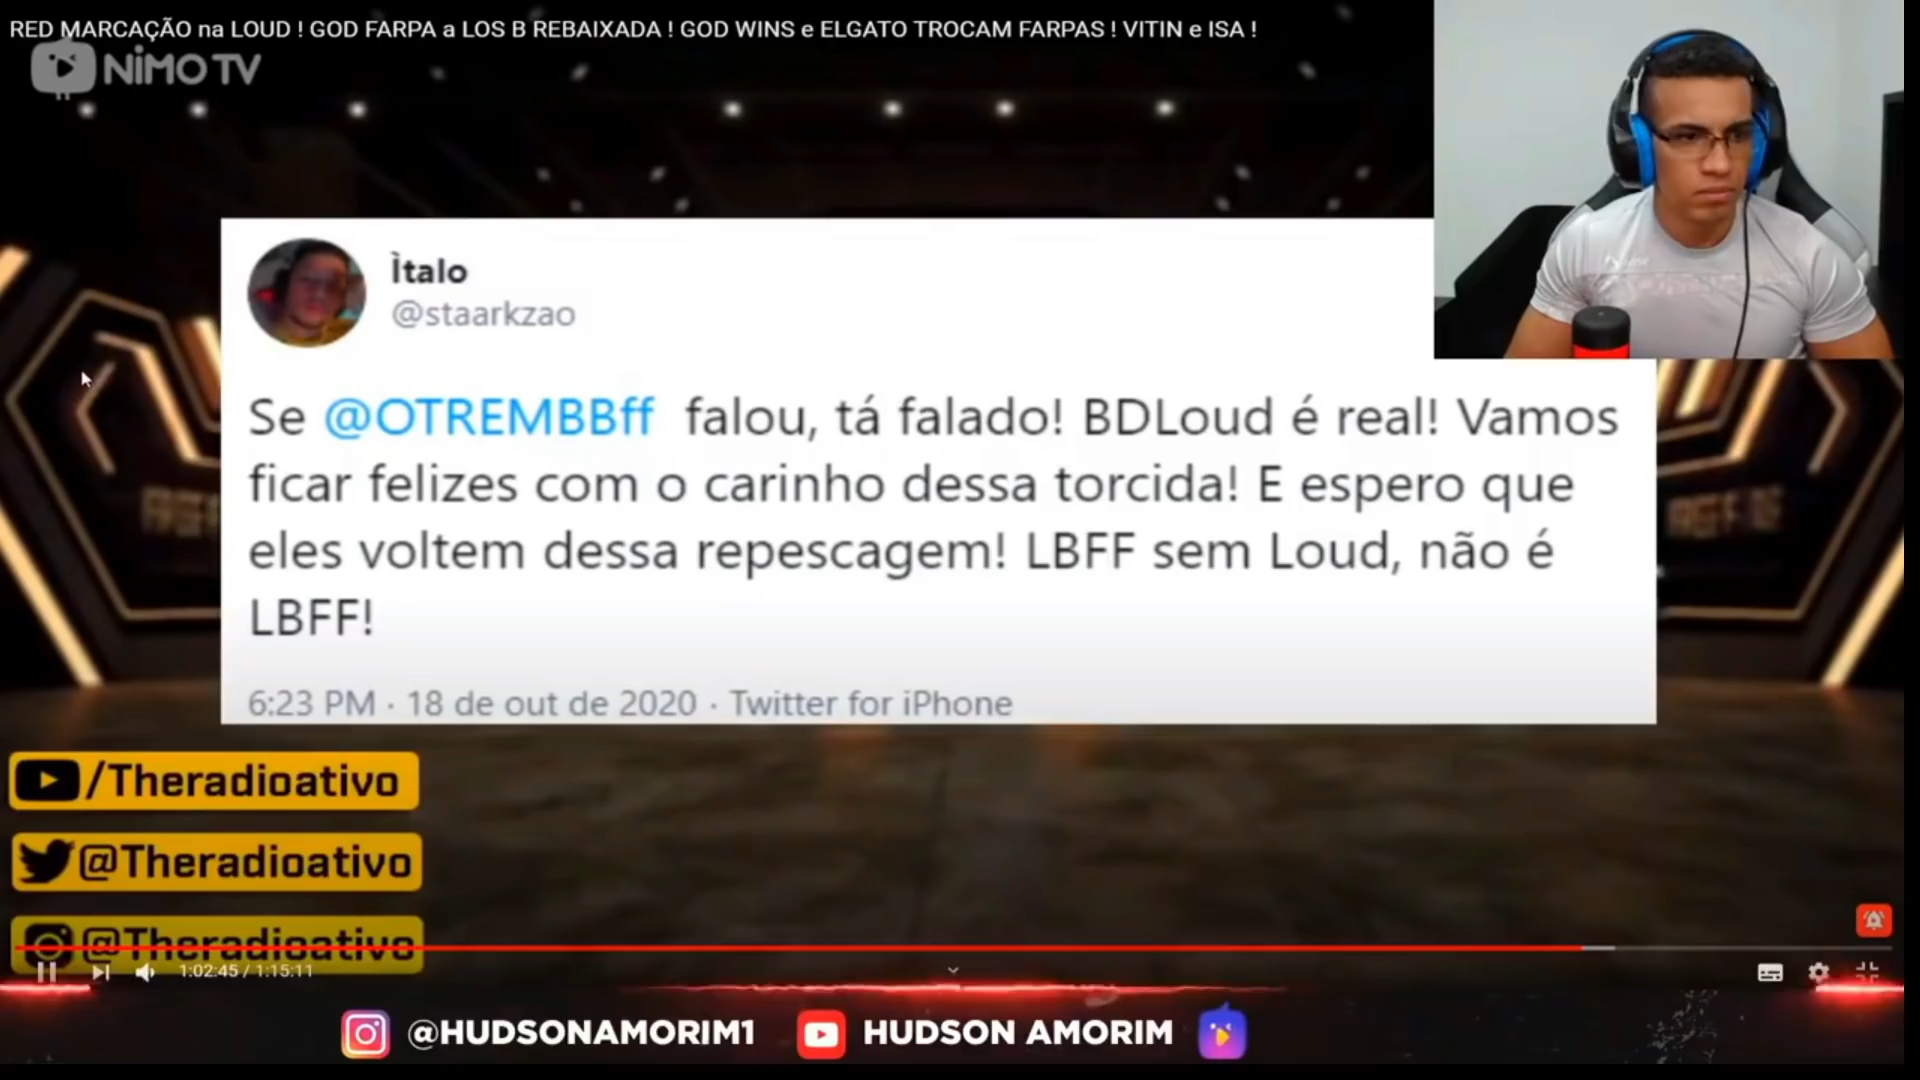 RED MARCAÇÃO na LOUD ! GOD FARPA a LOS B REBAIXADA ! GOD WINS e ELGATO TROCAM FARPAS ! VITIN e ISA !
NIMO TV
Ìtalo
@staarkzao
Se @OTREMBBff falou, tá falado! BDLoud é real! Vamos
ficar felizes com o carinho dessa torcida! E espero que
eles voltem dessa repescagem! LBFF sem Loud, não é
LBFF!
6:23 PM · 18 de out de 2020 · Twitter for iPhone
/Theradioativo
@Theradioativo
@Theradioativo
1:02:45 / 1:15:11
@HUDSONAMORIM1 HUDSON AMORIM